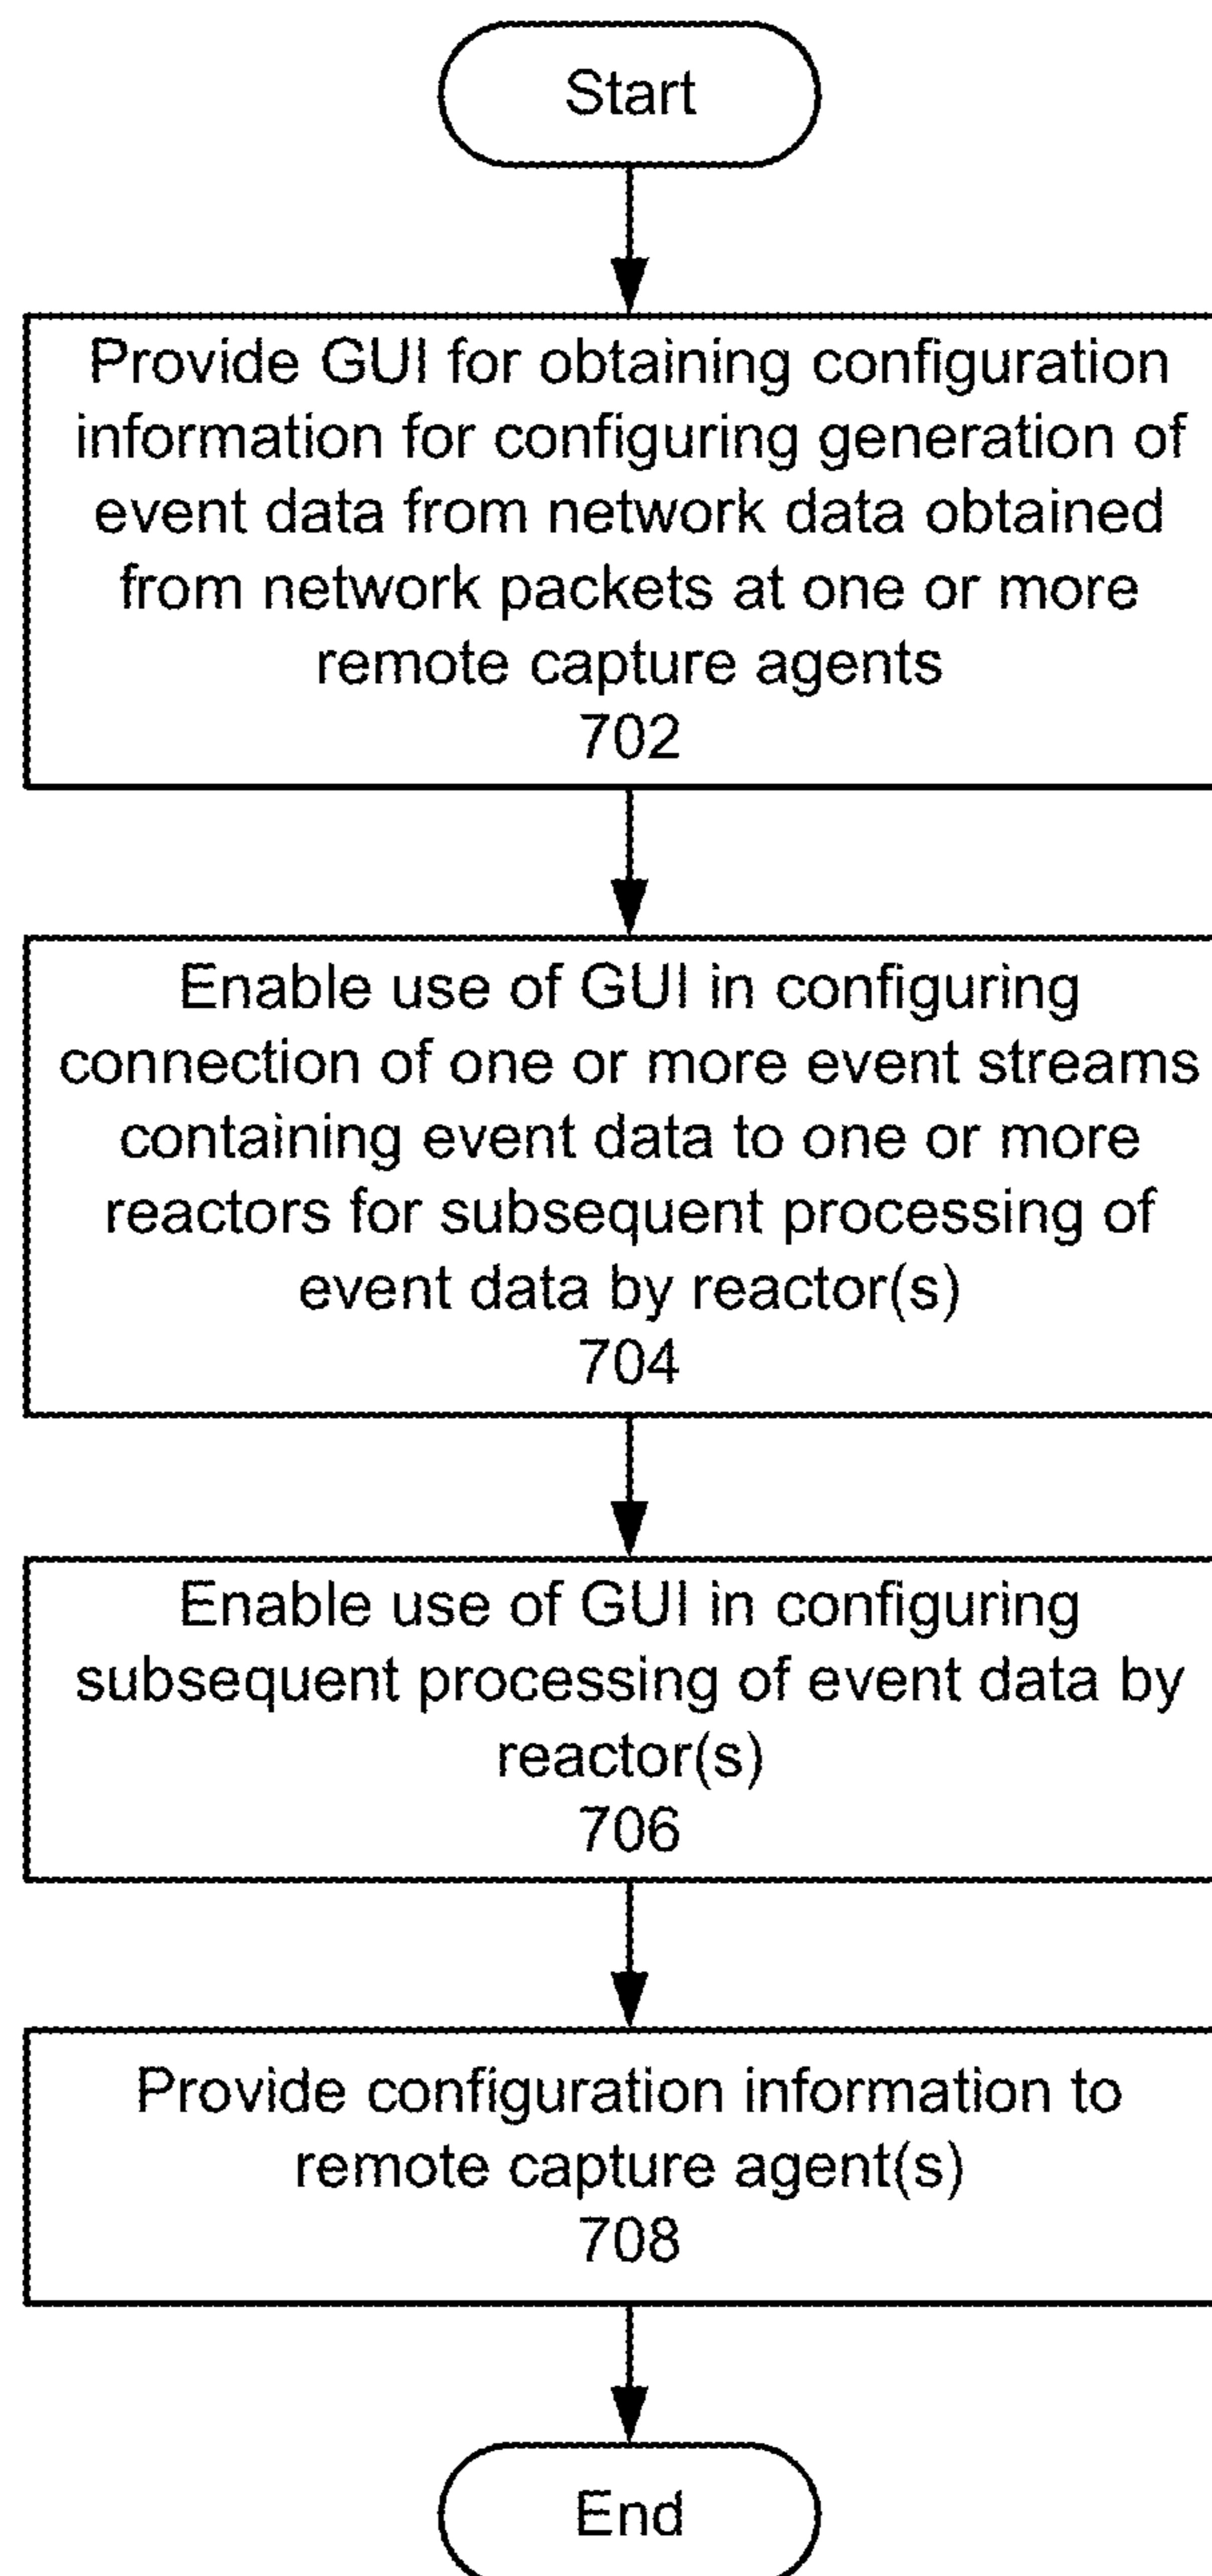 Start
Provide GUI for obtaining configuration
information for configuring generation of
event data from network data obtained
from network packets at one or more
remote capture agents
702
Enable use of GUI in configuring
connection of one or more event streams
containing event data to one or more
reactors for subsequent processing of
event data by reactor(s)
704
Enable use of GUI in configuring
subsequent processing of event data by
reactor(s)
706
Provide configuration information to
remote capture agent(s)
708
End